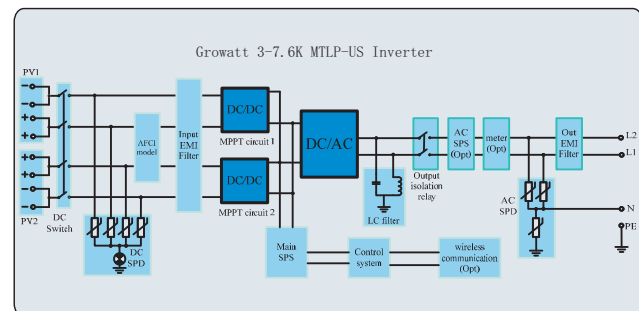 Growatt 3-7.6K MTLP-US Inverter
PV1
PV2
DC
Switch
AFCI
model
Input
EMI
Filter
DC/DC
MPPT circuit 1
DC/DC
MPPT circuit 2
DC/AC
LC filter
Output
isolation
relay
AC
SPS
(Opt)
meter
(Opt)
Out
EMI
Filter
L2
L1
N
PE
AC
SPD
DC
SPD
Main
SPS
Control
system
wireless
communication
(Opt)